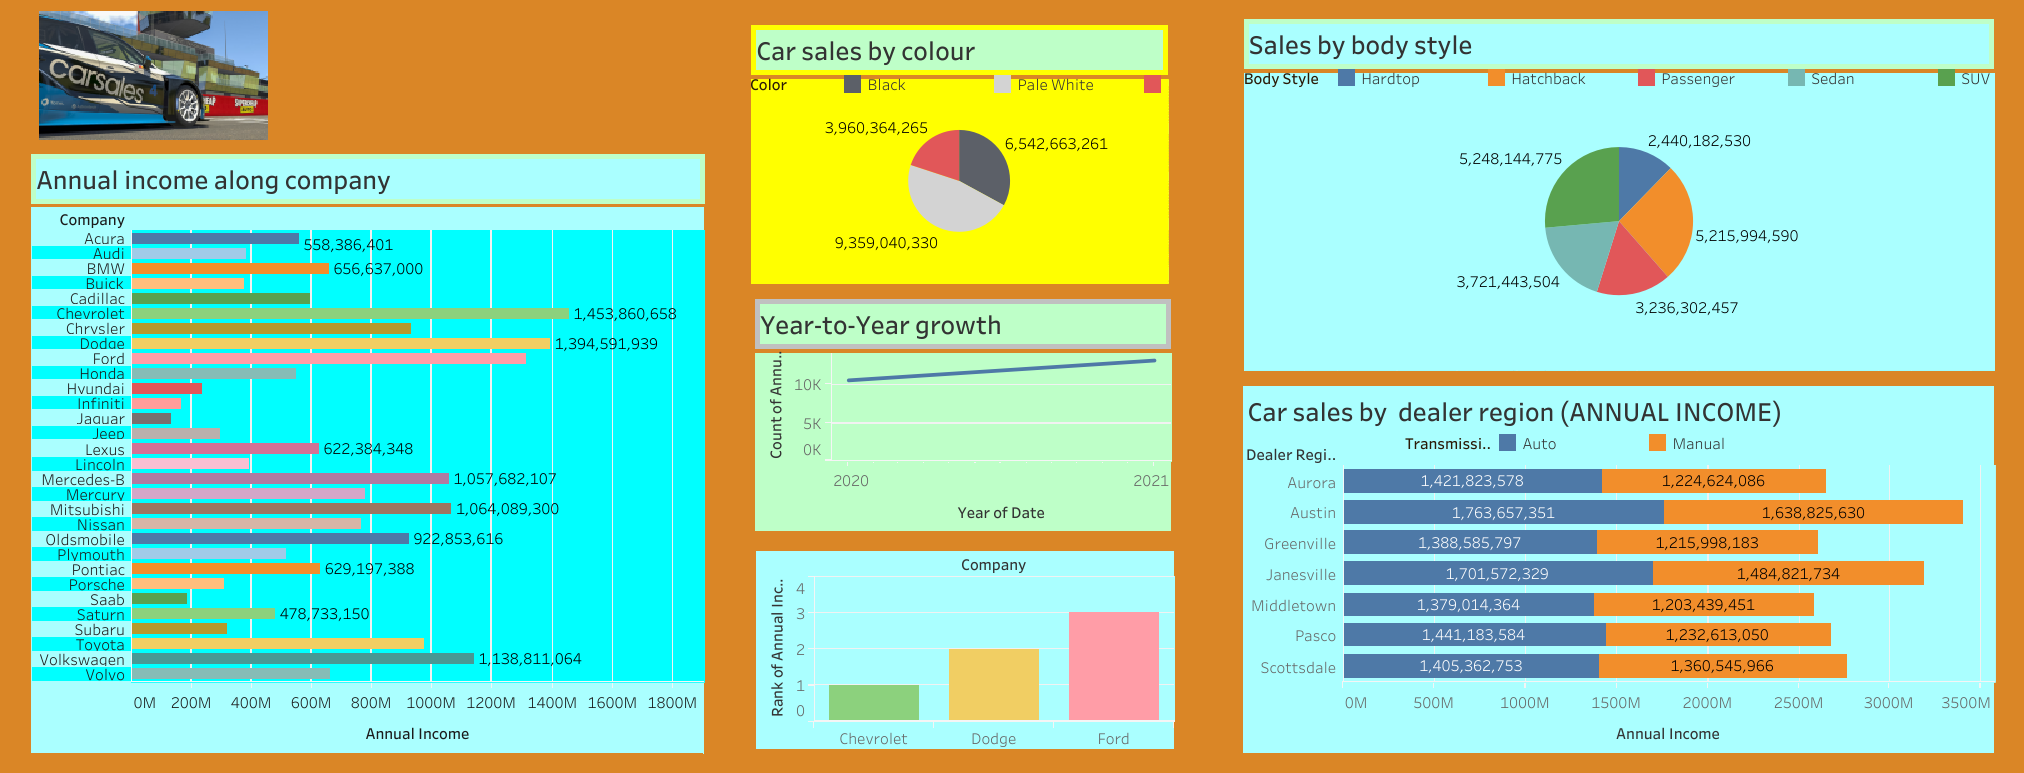 carsales
Annual income along company
Company
Acura
558,386,401
Audi
BMW
656,637,000
Buick
Cadillac
Chevrolet
1,453,860,658
Chrysler
Dodge
1,394,591,939
Ford
Honda
Hyundai
Infiniti
Jaguar
Jeep
Lexus
622,384,348
Lincoln
Mercedes-B
1,057,682,107
Mercury
Mitsubishi
1,064,089,300
Nissan
Oldsmobile
922,853,616
Plymouth
Pontiac
629,197,388
Porsche
Saab
Saturn
478,733,150
Subaru
Toyota
Volkswagen
1,138,811,064
Volvo
0M 200M 400M 600M 800M 1000M 1200M 1400M 1600M 1800M
Annual Income
Car sales by colour
Color Black Pale White
3,960,364,265
6,542,663,261
9,359,040,330
Year-to-Year growth
Count of Annu..
10K
5K
0K
2020 2021
Year of Date
Company
Rank of Annual Inc..
4
3
2
1
0
Chevrolet Dodge Ford
Sales by body style
Body Style Hardtop Hatchback Passenger Sedan SUV
2,440,182,530
5,248,144,775
5,215,994,590
3,721,443,504
3,236,302,457
Car sales by  dealer region (ANNUAL INCOME)
Transmissi.. Auto Manual
Dealer Regi..
Aurora 1,421,823,578 1,224,624,086
Austin 1,763,657,351 1,638,825,630
Greenville 1,388,585,797 1,215,998,183
Janesville 1,701,572,329 1,484,821,734
Middletown 1,379,014,364 1,203,439,451
Pasco 1,441,183,584 1,232,613,050
Scottsdale 1,405,362,753 1,360,545,966
0M 500M 1000M 1500M 2000M 2500M 3000M 3500M
Annual Income